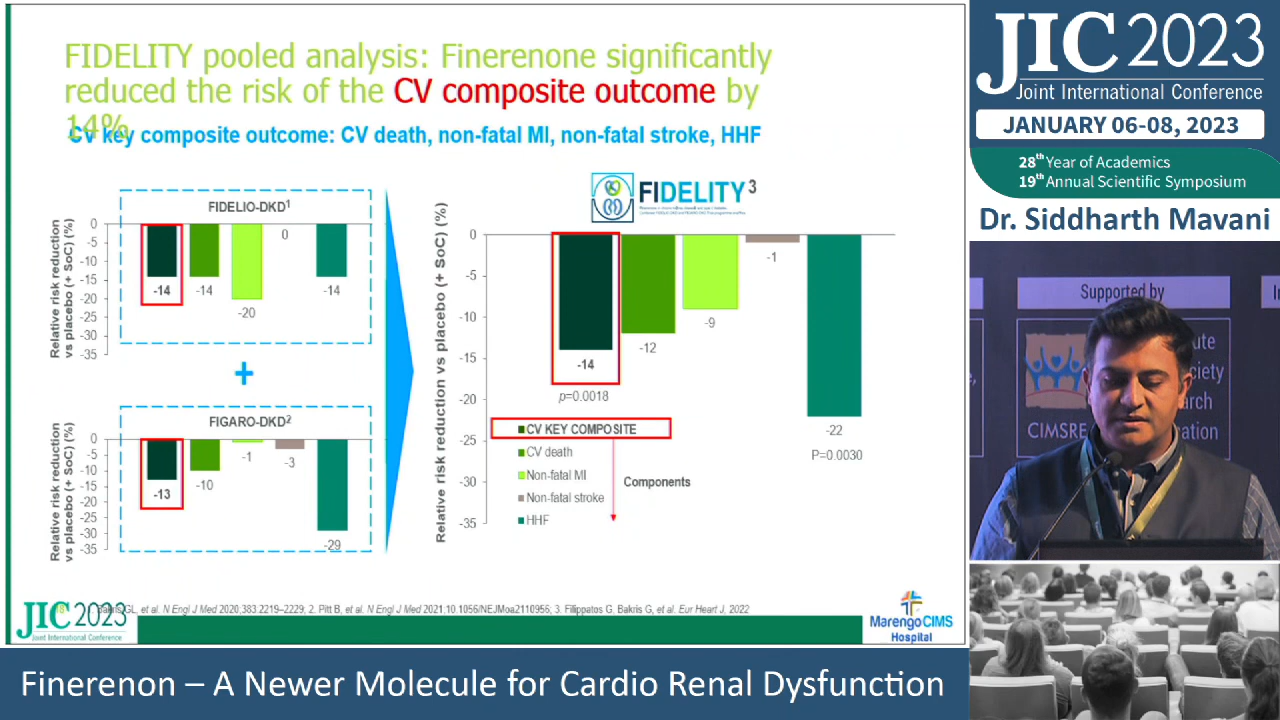 FIDELITY pooled analysis: Finerenone significantly
reduced the risk of the CV composite outcome by
14%
CV key composite outcome: CV death, non-fatal MI, non-fatal stroke, HHF
Relative risk reduction
vs placebo (+ SoC) (%)
FIDELIO-DKD1
0
-5
-10
-15
-20
-25
-30
-35
-14
-14
-20
0
-14
+
Relative risk reduction
vs placebo (+ SoC) (%)
FIGARO-DKD2
0
-5
-10
-15
-20
-25
-30
-35
-13
-10
-1
-3
-29
FIDELITY3
Relative risk reduction vs placebo (+ SoC) (%)
0
-5
-10
-15
-20
-25
-30
-35
-14
p=0.0018
-12
-9
-1
-22
P=0.0030
CV KEY COMPOSITE
CV death
Non-fatal MI
Non-fatal stroke
HHF
Components
GL, et al. N Engl J Med 2020;383:2219–2229; 2. Pitt B, et al. N Engl J Med 2021:10.1056/NEJMoa2110956, 3. Filippatos G. Bakris G, et al. Eur Heart J, 2022
JIC 2023
Joint International Conference
MarengoCIMS
Hospital
JIC 2023
Joint International Conference
JANUARY 06-08, 2023
28th Year of Academics
19th Annual Scientific Symposium
Dr. Siddharth Mavani
Supported by
CIMSRE
Finerenon – A Newer Molecule for Cardio Renal Dysfunction